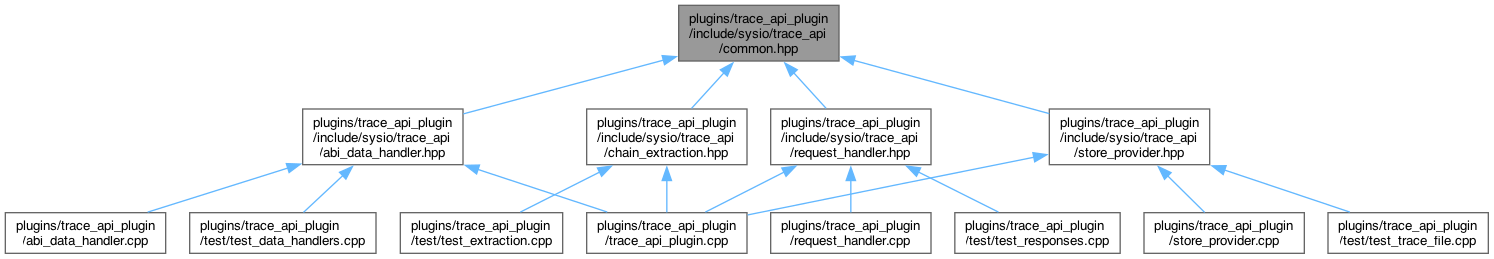 plugins/trace_api_plugin
/include/sysio/trace_api
/common.hpp
plugins/trace_api_plugin
/include/sysio/trace_api
/abi_data_handler.hpp
plugins/trace_api_plugin
/include/sysio/trace_api
/chain_extraction.hpp
plugins/trace_api_plugin
/include/sysio/trace_api
/request_handler.hpp
plugins/trace_api_plugin
/include/sysio/trace_api
/store_provider.hpp
plugins/trace_api_plugin
/abi_data_handler.cpp
plugins/trace_api_plugin
/test/test_data_handlers.cpp
plugins/trace_api_plugin
/test/test_extraction.cpp
plugins/trace_api_plugin
/trace_api_plugin.cpp
plugins/trace_api_plugin
/request_handler.cpp
plugins/trace_api_plugin
/test/test_responses.cpp
plugins/trace_api_plugin
/store_provider.cpp
plugins/trace_api_plugin
/test/test_trace_file.cpp